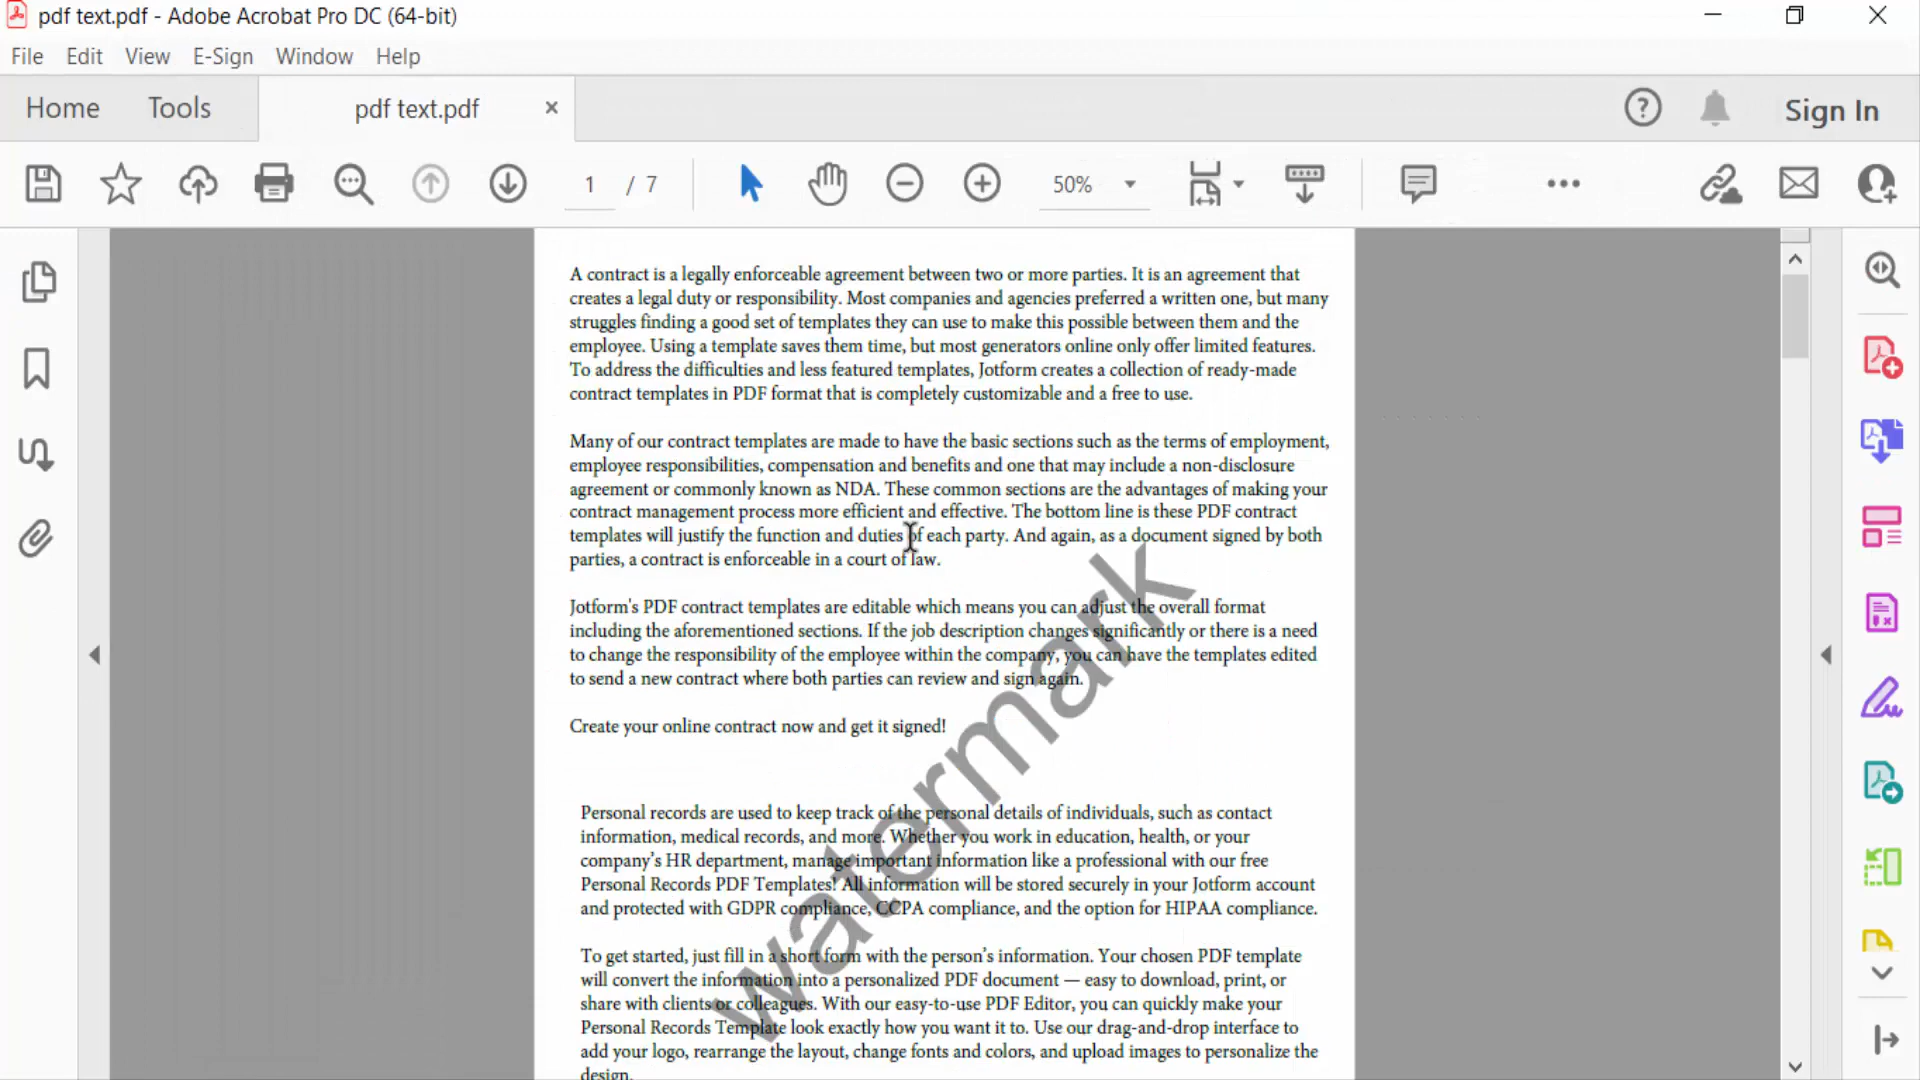 pdf text.pdf - Adobe Acrobat Pro DC (64-bit)
File Edit View E-Sign Window Help
Home Tools pdf text.pdf Sign In
1 / 7 50%
A contract is a legally enforceable agreement between two or more parties. It is an agreement that
creates a legal duty or responsibility. Most companies and agencies preferred a written one, but many
struggles finding a good set of templates they can use to make this possible between them and the
employee. Using a template saves them time, but most generators online only offer limited features.
To address the difficulties and less featured templates, Jotform creates a collection of ready-made
contract templates in PDF format that is completely customizable and a free to use.
Many of our contract templates are made to have the basic sections such as the terms of employment,
employee responsibilities, compensation and benefits and one that may include a non-disclosure
agreement or commonly known as NDA. These common sections are the advantages of making your
contract management process more efficient and effective. The bottom line is these PDF contract
templates will justify the function and duties of each party. And again, as a document signed by both
parties, a contract is enforceable in a court of law.
Jotform's PDF contract templates are editable which means you can adjust the overall format
including the aforementioned sections. If the job description changes significantly or there is a need
to change the responsibility of the employee within the company, you can have the templates edited
to send a new contract where both parties can review and sign again.
Create your online contract now and get it signed!
Personal records are used to keep track of the personal details of individuals, such as contact
information, medical records, and more. Whether you work in education, health, or your
company’s HR department, manage important information like a professional with our free
Personal Records PDF Templates! All information will be stored securely in your Jotform account
and protected with GDPR compliance, CCPA compliance, and the option for HIPAA compliance.
To get started, just fill in a short form with the person’s information. Your chosen PDF template
will convert the information into a personalized PDF document — easy to download, print, or
share with clients or colleagues. With our easy-to-use PDF Editor, you can quickly make your
Personal Records Template look exactly how you want it to. Use our drag-and-drop interface to
add your logo, rearrange the layout, change fonts and colors, and upload images to personalize the
design.
watermark